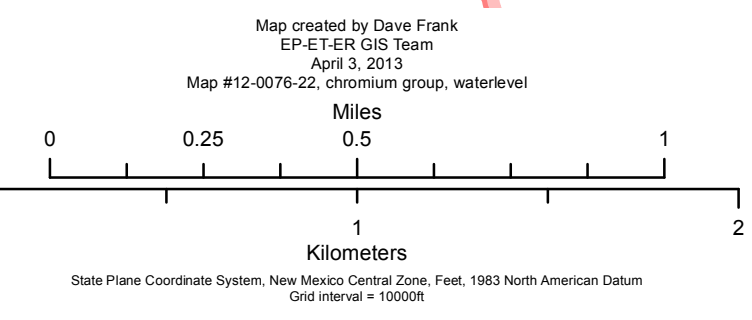 Map created by Dave Frank
EP-ET-ER GIS Team
April 3, 2013
Map #12-0076-22, chromium group, waterlevel
Miles
0 0.25 0.5 1
1 2
Kilometers
State Plane Coordinate System, New Mexico Central Zone, Feet, 1983 North American Datum
Grid interval = 10000ft